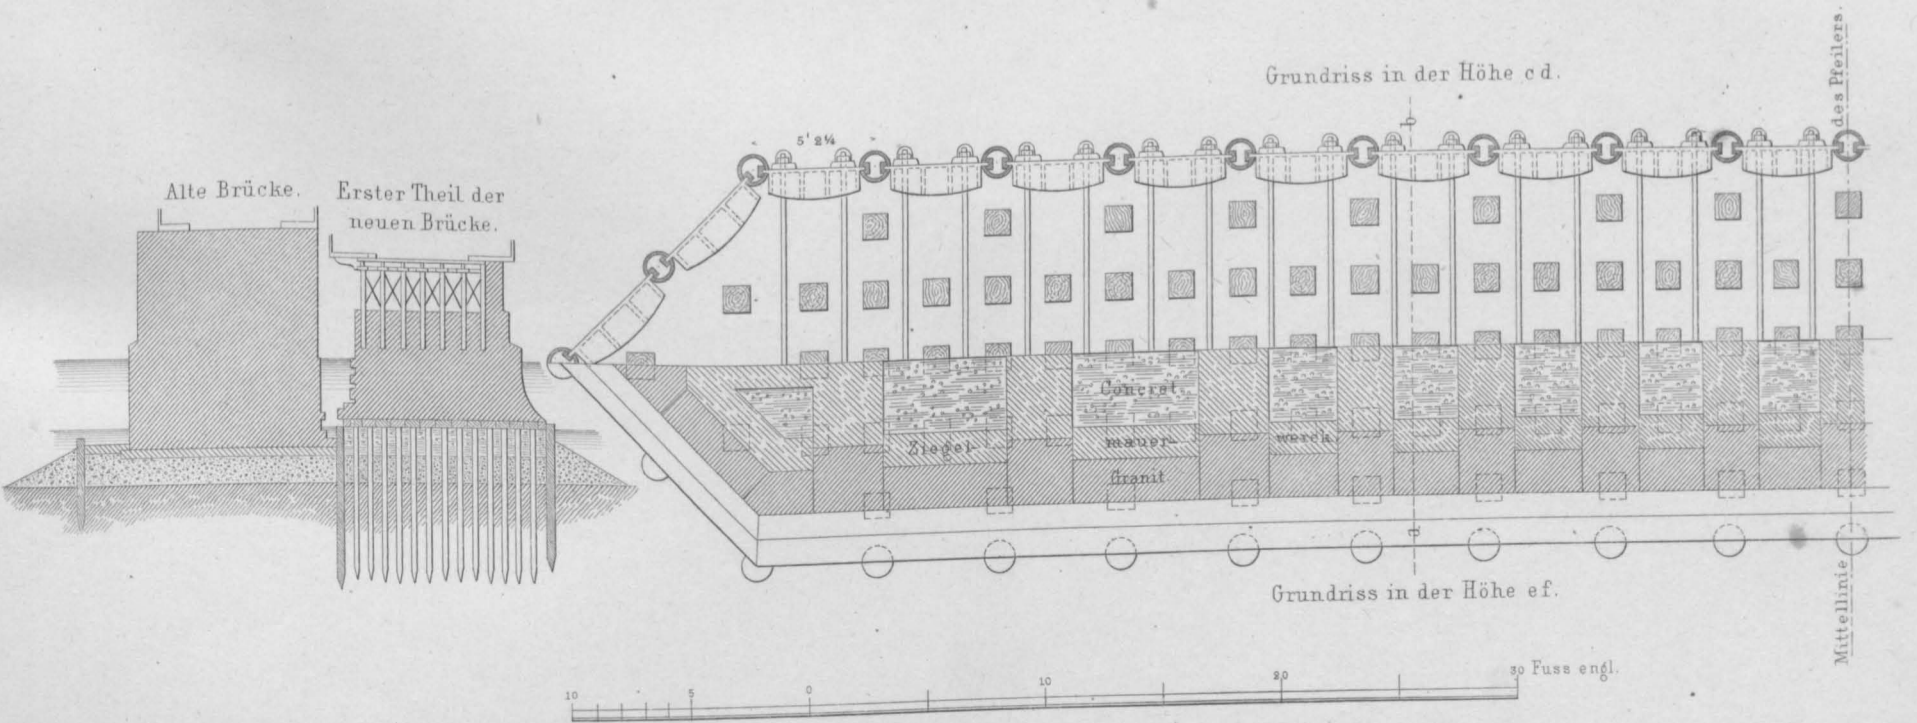 Grundriss in der Höhe c d.
des Pfeilers.
5' 2¼
b
Alte Brücke.
Erster Theil der
neuen Brücke.
Concret
Ziegel- mauer- werck.
Granit.
a
Grundriss in der Höhe e f.
Mittellinie
10 5 0 10 20 30 Fuss engl.